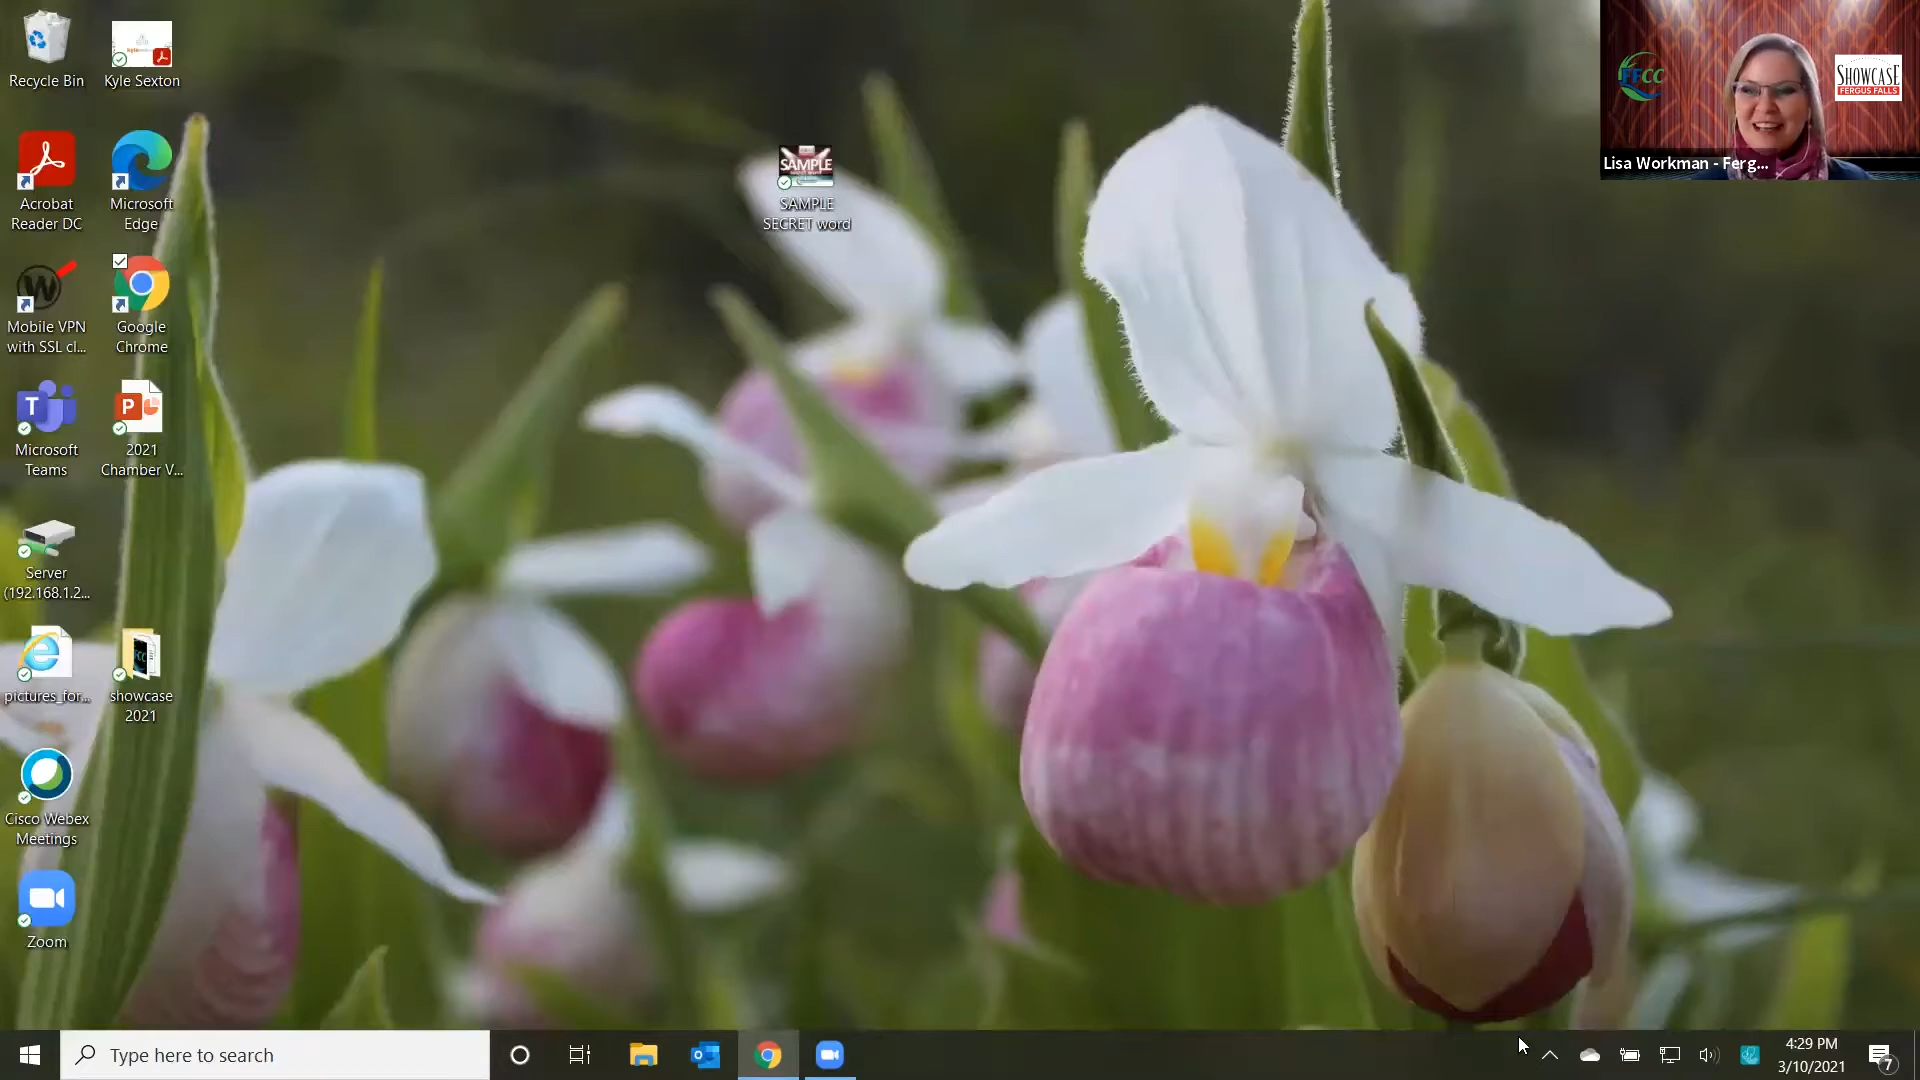 Recycle Bin
Kyle Sexton
Acrobat
Reader DC
Microsoft
Edge
Mobile VPN
with SSL cl...
Google
Chrome
Microsoft
Teams
2021
Chamber V...
Server
(192.168.1.2...
pictures_for...
showcase
2021
Cisco Webex
Meetings
Zoom
SAMPLE
SAMPLE
SECRET word
FFCC
SHOWCASE
FERGUS FALLS
Lisa Workman - Ferg...
Type here to search
4:29 PM
3/10/2021
7